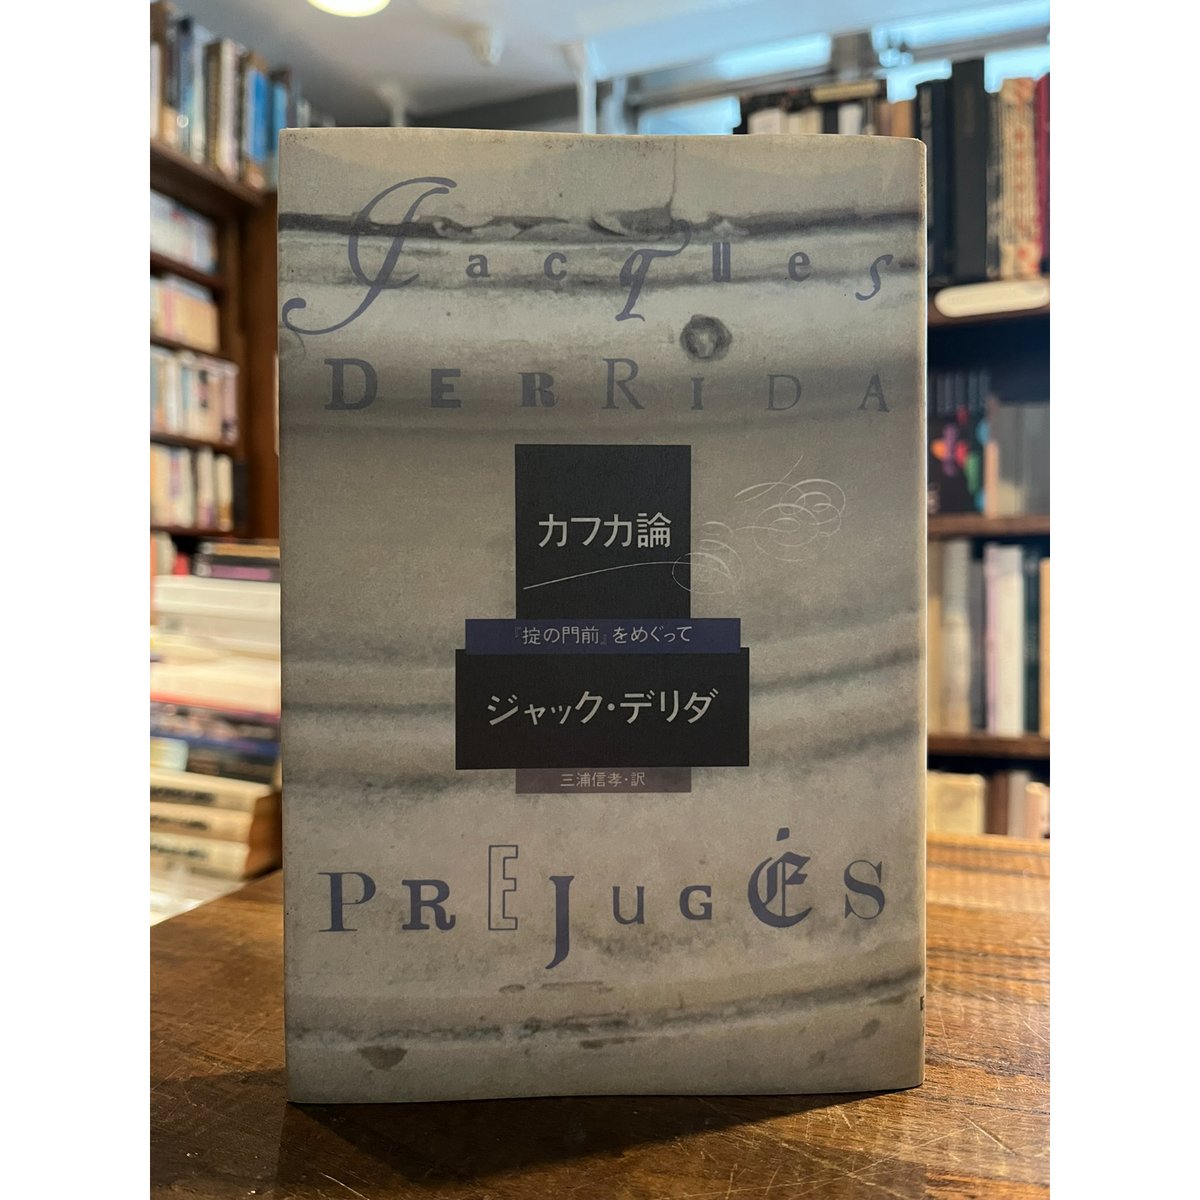 Jacques
DERRIDA
カフカ論
『掟の門前』をめぐって
ジャック・デリダ
三浦信孝・訳
PREJUGÉS